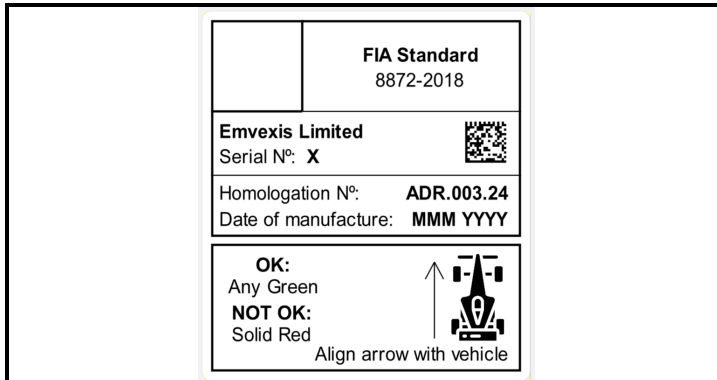 FIA Standard
8872-2018
Emvexis Limited
Serial Nº: X
Homologation Nº: ADR.003.24
Date of manufacture: MMM YYYY
OK:
Any Green
NOT OK:
Solid Red
Align arrow with vehicle